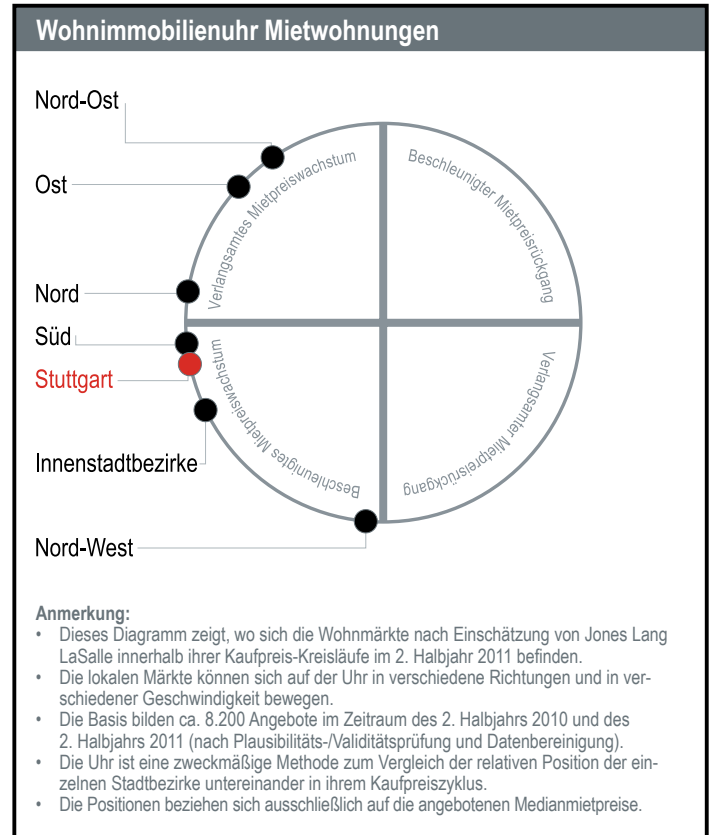 Wohnimmobilienuhr Mietwohnungen
Nord-Ost
Ost
Nord
Süd
Stuttgart
Innenstadtbezirke
Nord-West
Verlangsamtes Mietpreiswachstum
Beschleunigter Mietpreisrückgang
Beschleunigtes Mietpreiswachstum
Verlangsamter Mietpreisrückgang
Anmerkung:
• Dieses Diagramm zeigt, wo sich die Wohnmärkte nach Einschätzung von Jones Lang
LaSalle innerhalb ihrer Kaufpreis-Kreisläufe im 2. Halbjahr 2011 befinden.
• Die lokalen Märkte können sich auf der Uhr in verschiedene Richtungen und in ver-
schiedener Geschwindigkeit bewegen.
• Die Basis bilden ca. 8.200 Angebote im Zeitraum des 2. Halbjahrs 2010 und des
2. Halbjahrs 2011 (nach Plausibilitäts-/Validitätsprüfung und Datenbereinigung).
• Die Uhr ist eine zweckmäßige Methode zum Vergleich der relativen Position der ein-
zelnen Stadtbezirke untereinander in ihrem Kaufpreiszyklus.
• Die Positionen beziehen sich ausschließlich auf die angebotenen Medianmietpreise.